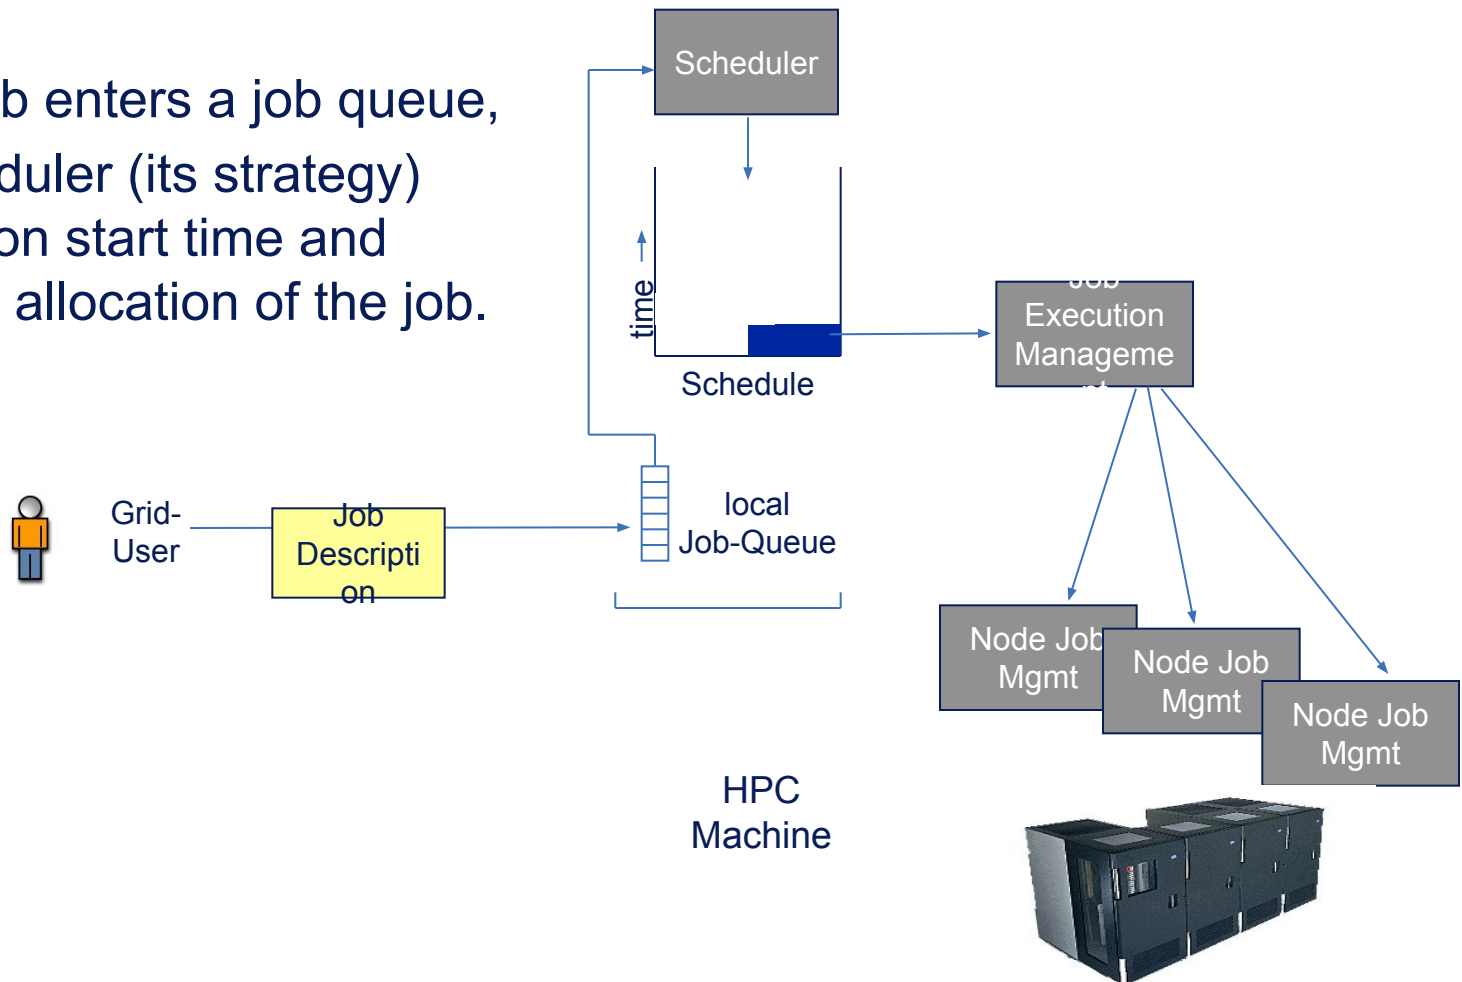 b enters a job queue,
duler (its strategy)
on start time and
allocation of the job.
Scheduler
time
Schedule
Job
Execution
Manageme
nt
Grid-
User
Job
Descripti
on
local
Job-Queue
Node Job
Mgmt
Node Job
Mgmt
Node Job
Mgmt
HPC
Machine